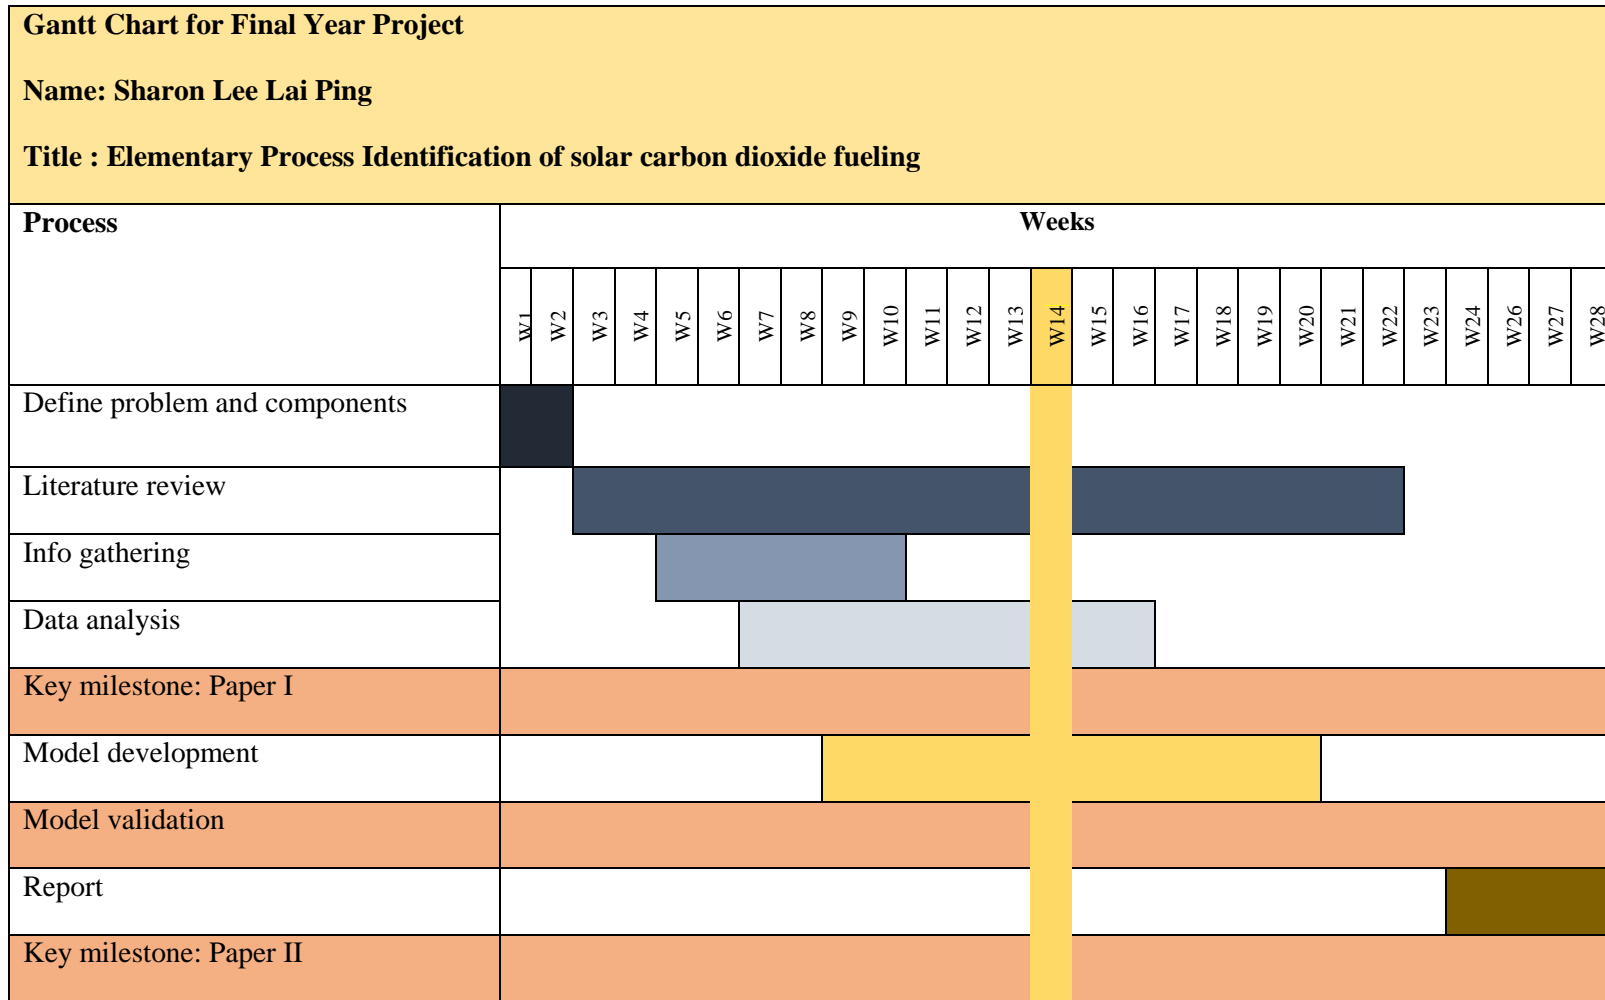 Gantt Chart for Final Year Project
Name: Sharon Lee Lai Ping
Title : Elementary Process Identification of solar carbon dioxide fueling
Process
Weeks
W1 W2 W3 W4 W5 W6 W7 W8 W9 W10 W11 W12 W13 W14 W15 W16 W17 W18 W19 W20 W21 W22 W23 W24 W26 W27 W28
Define problem and components
Literature review
Info gathering
Data analysis
Key milestone: Paper I
Model development
Model validation
Report
Key milestone: Paper II